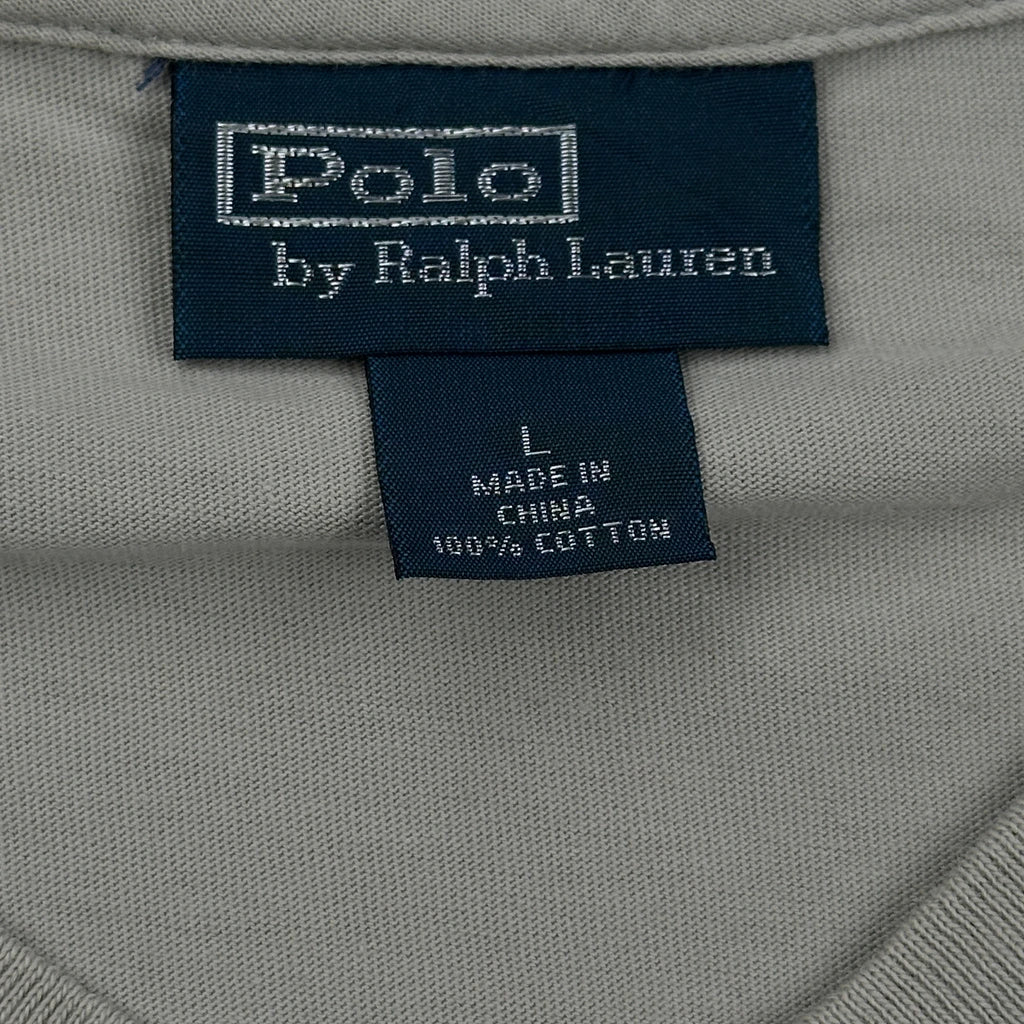 Polo
by Ralph Lauren
L
MADE IN
CHINA
100% COTTON